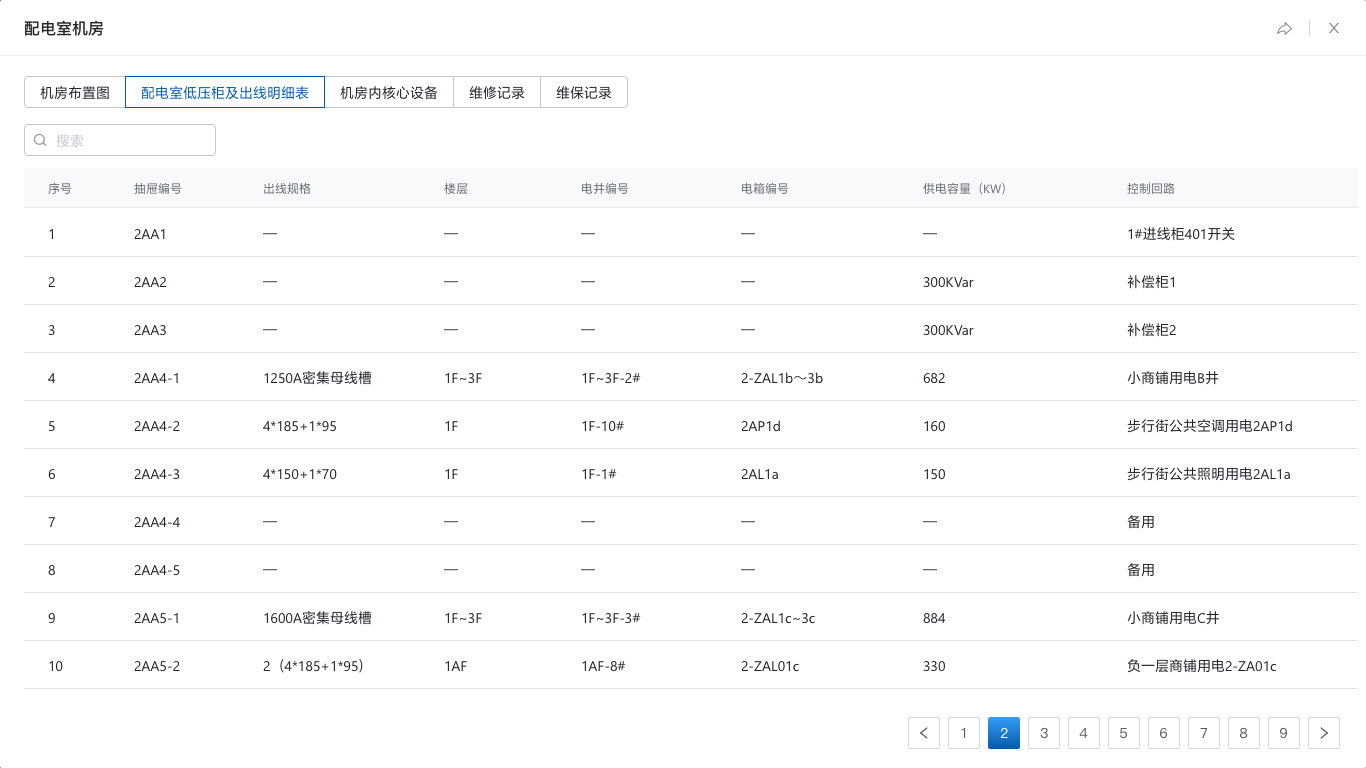 配电室机房
机房布置图 配电室低压柜及出线明细表 机房内核心设备 维修记录 维保记录
搜索
序号 抽屉编号 出线规格 楼层 电井编号 电箱编号 供电容量（KW） 控制回路
1 2AA1 — — — — — 1#进线柜401开关
2 2AA2 — — — — 300KVar 补偿柜1
3 2AA3 — — — — 300KVar 补偿柜2
4 2AA4-1 1250A密集母线槽 1F~3F 1F~3F-2# 2-ZAL1b～3b 682 小商铺用电B井
5 2AA4-2 4*185+1*95 1F 1F-10# 2AP1d 160 步行街公共空调用电2AP1d
6 2AA4-3 4*150+1*70 1F 1F-1# 2AL1a 150 步行街公共照明用电2AL1a
7 2AA4-4 — — — — — 备用
8 2AA4-5 — — — — — 备用
9 2AA5-1 1600A密集母线槽 1F~3F 1F~3F-3# 2-ZAL1c~3c 884 小商铺用电C井
10 2AA5-2 2（4*185+1*95） 1AF 1AF-8# 2-ZAL01c 330 负一层商铺用电2-ZA01c
1 2 3 4 5 6 7 8 9